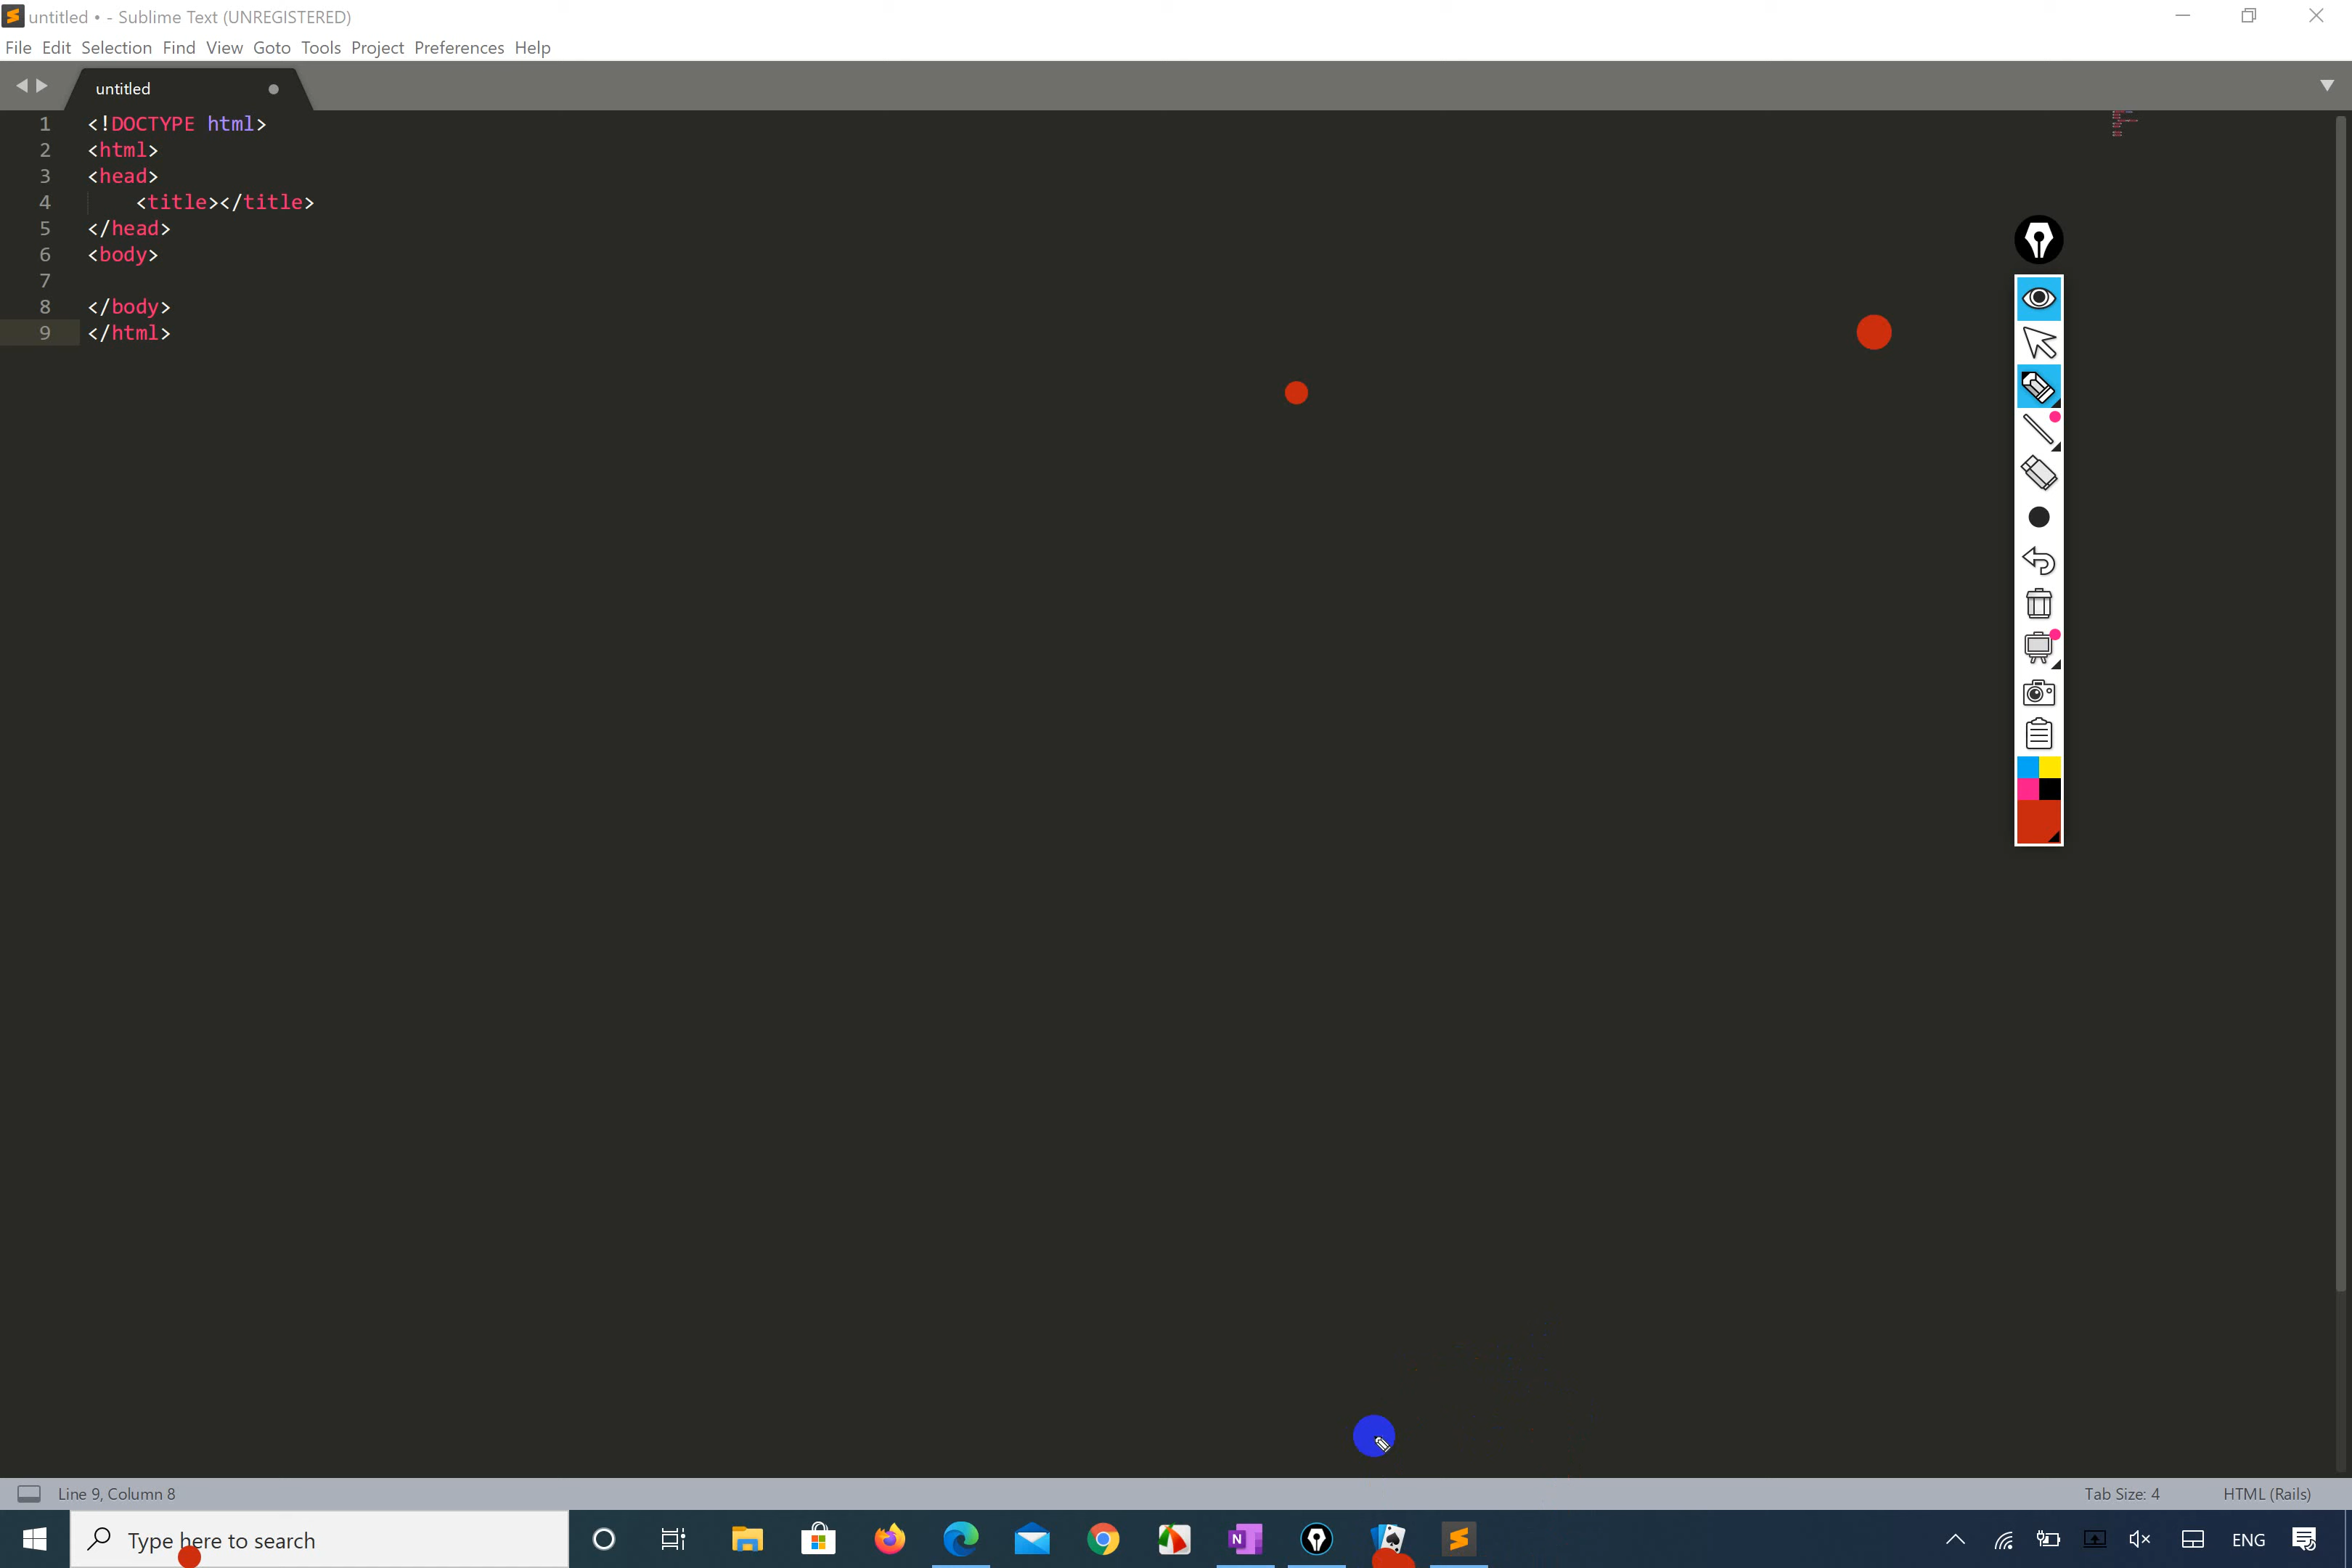 untitled • - Sublime Text (UNREGISTERED)
File Edit Selection Find View Goto Tools Project Preferences Help
untitled
1 <!DOCTYPE html>
2 <html>
3 <head>
4 <title></title>
5 </head>
6 <body>
7
8 </body>
9 </html>
Line 9, Column 8 Tab Size: 4 HTML (Rails)
Type here to search N ENG